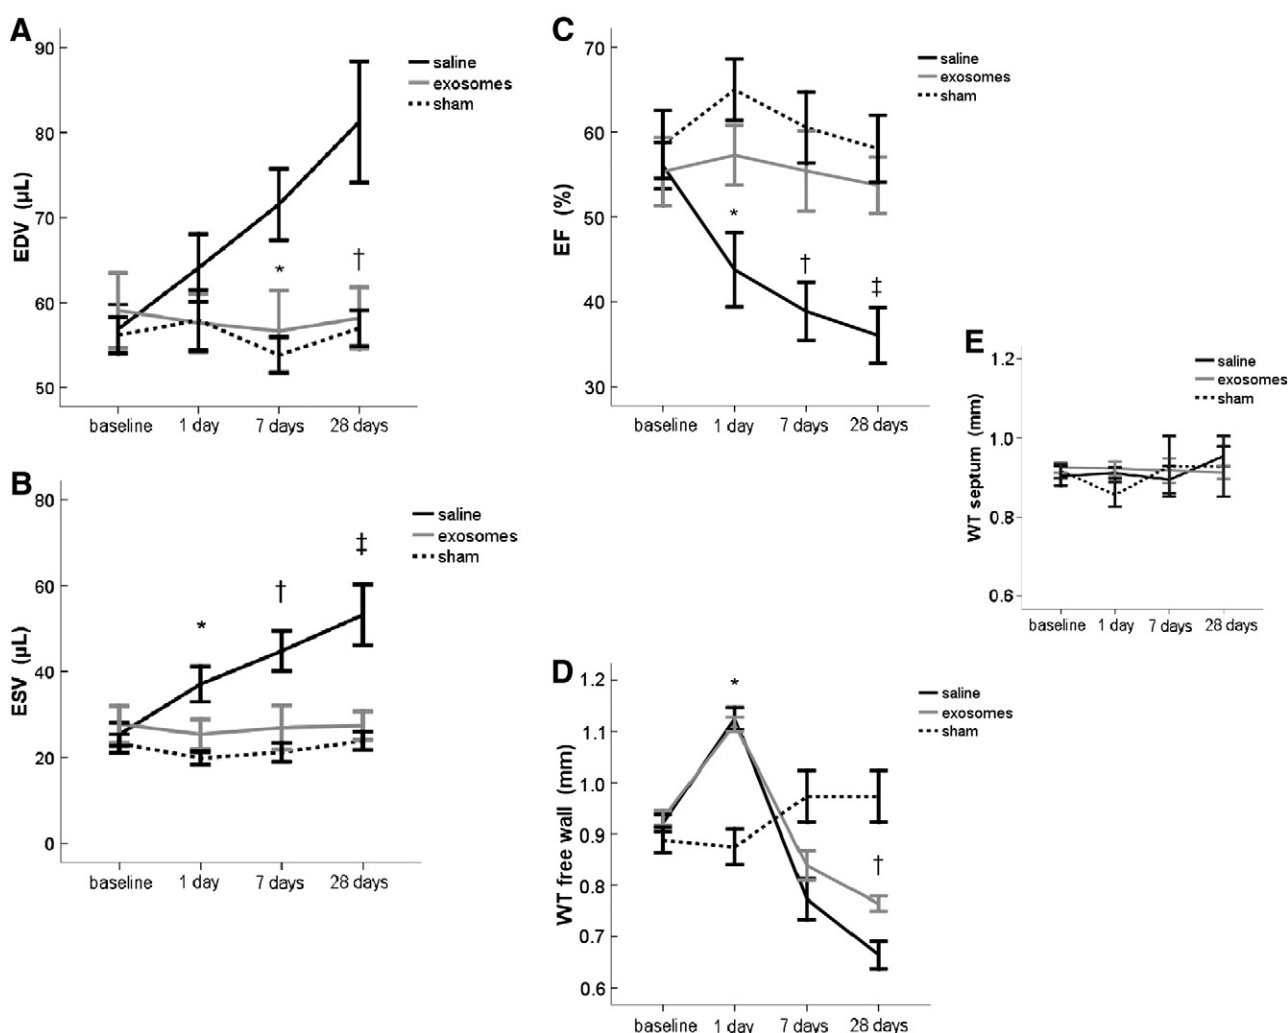 A
90
80
70
60
50
EDV (µL)
saline
exosomes
sham
*
†
baseline 1 day 7 days 28 days
B
80
60
40
20
0
ESV (µL)
saline
exosomes
sham
*
†
‡
baseline 1 day 7 days 28 days
C
70
60
50
40
30
EF (%)
saline
exosomes
sham
*
†
‡
baseline 1 day 7 days 28 days
D
1.2
1.1
1.0
0.9
0.8
0.7
0.6
WT free wall (mm)
saline
exosomes
sham
*
†
baseline 1 day 7 days 28 days
E
1.2
1.0
0.8
0.6
WT septum (mm)
saline
exosomes
sham
baseline 1 day 7 days 28 days